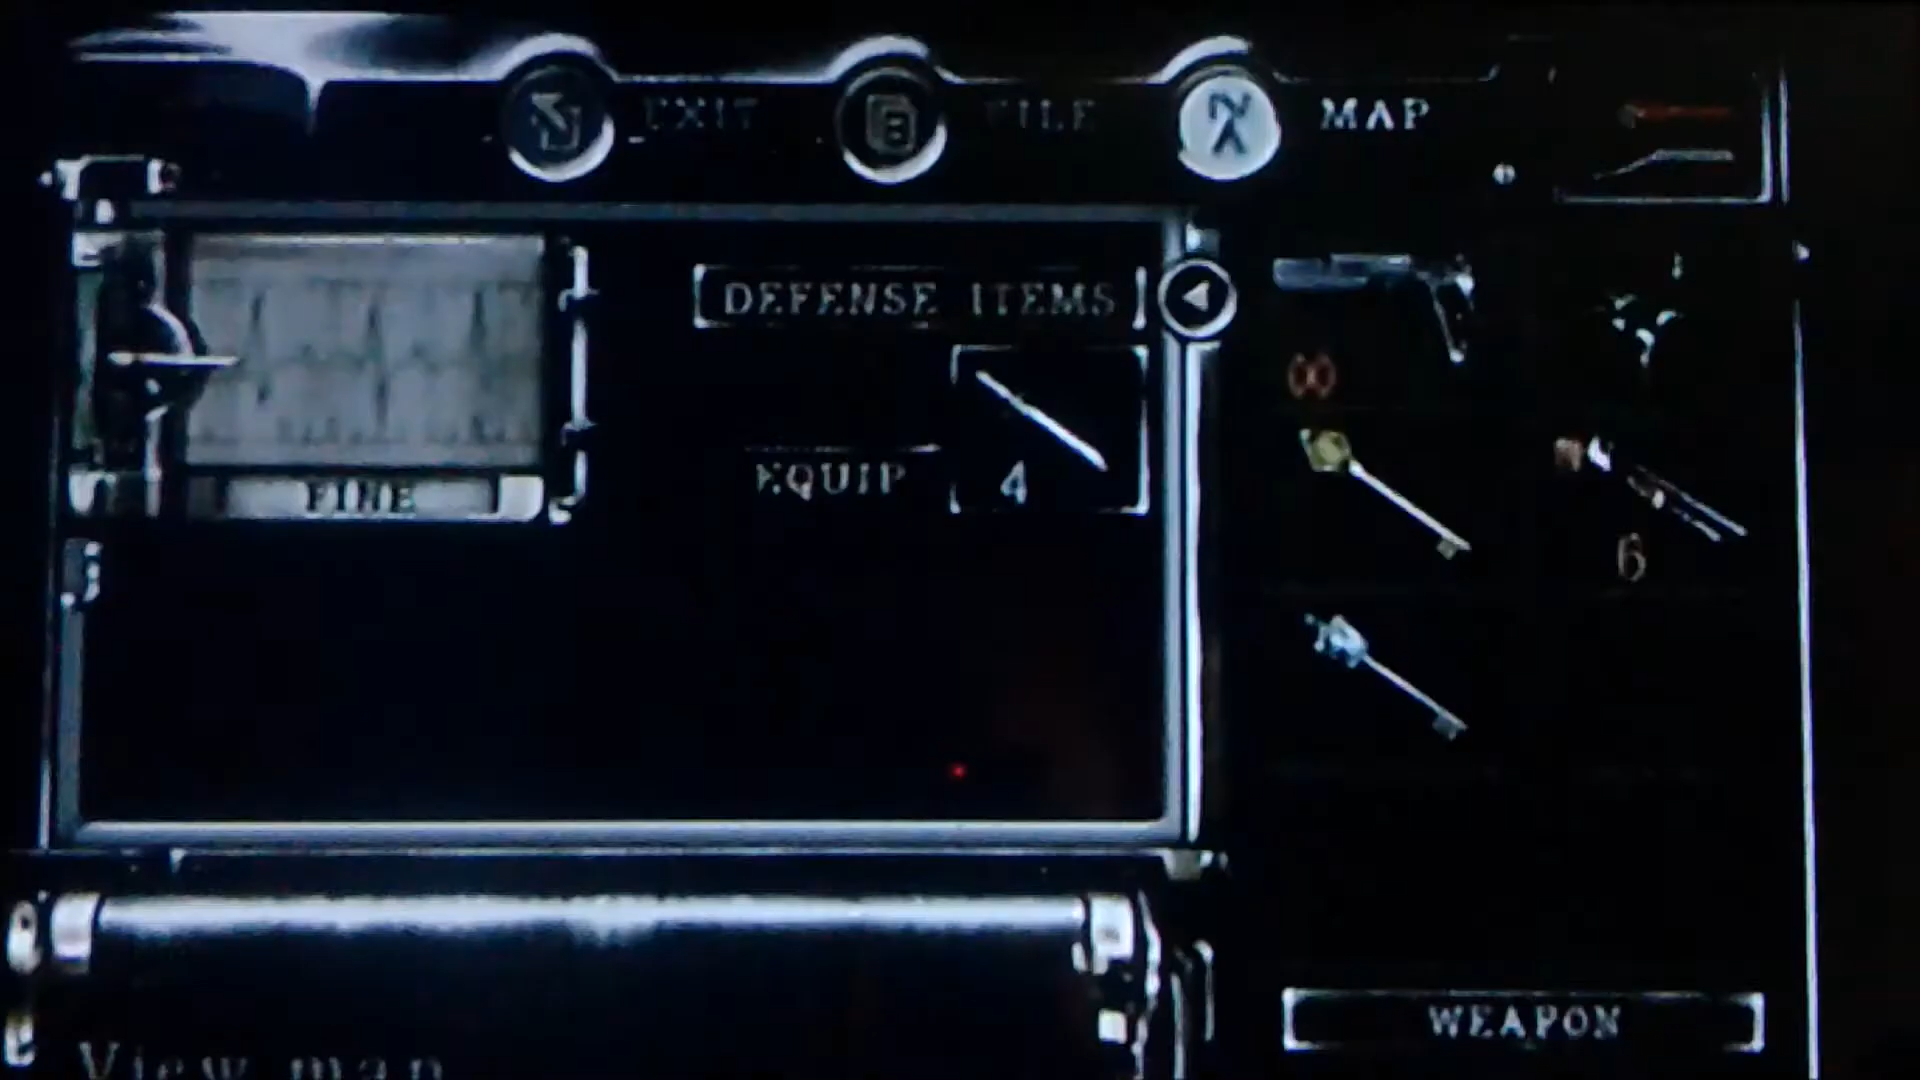 EXIT FILE MAP
DEFENSE ITEMS
∞
EQUIP 4
FINE
6
WEAPON
View map